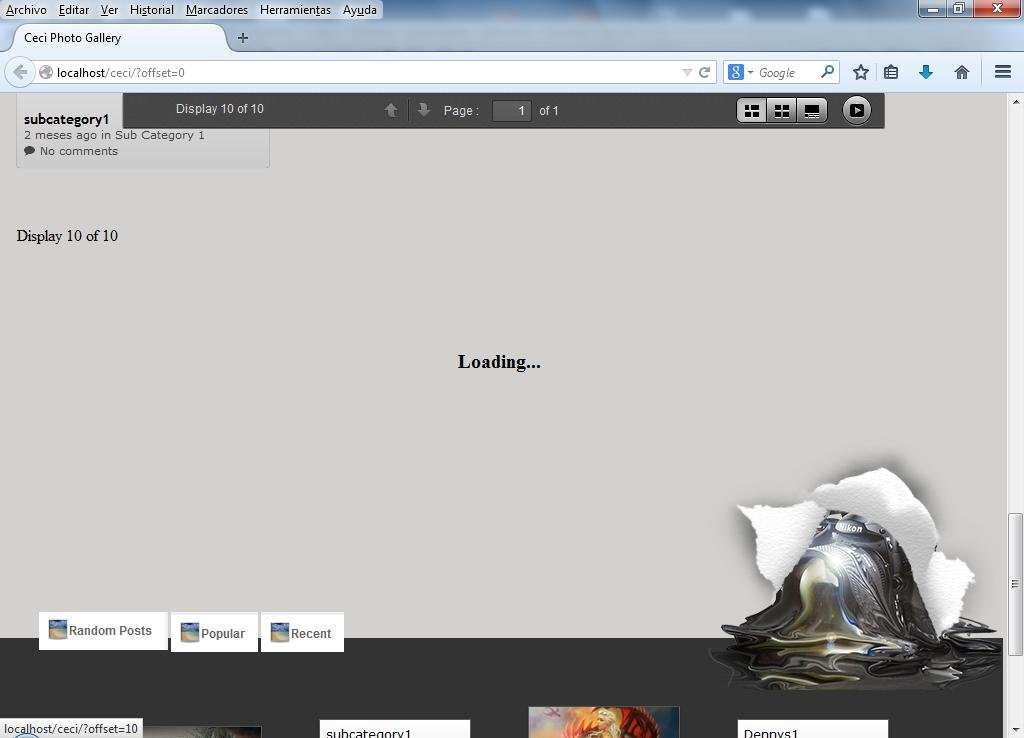 Archivo Editar Ver Historial Marcadores Herramientas Ayuda
Ceci Photo Gallery
localhost/ceci/?offset=0
Google
Display 10 of 10 Page : 1 of 1
subcategory1
2 meses ago in Sub Category 1
No comments
Display 10 of 10
Loading...
Nikon
Random Posts Popular Recent
localhost/ceci/?offset=10
subcategory1
Dennys1